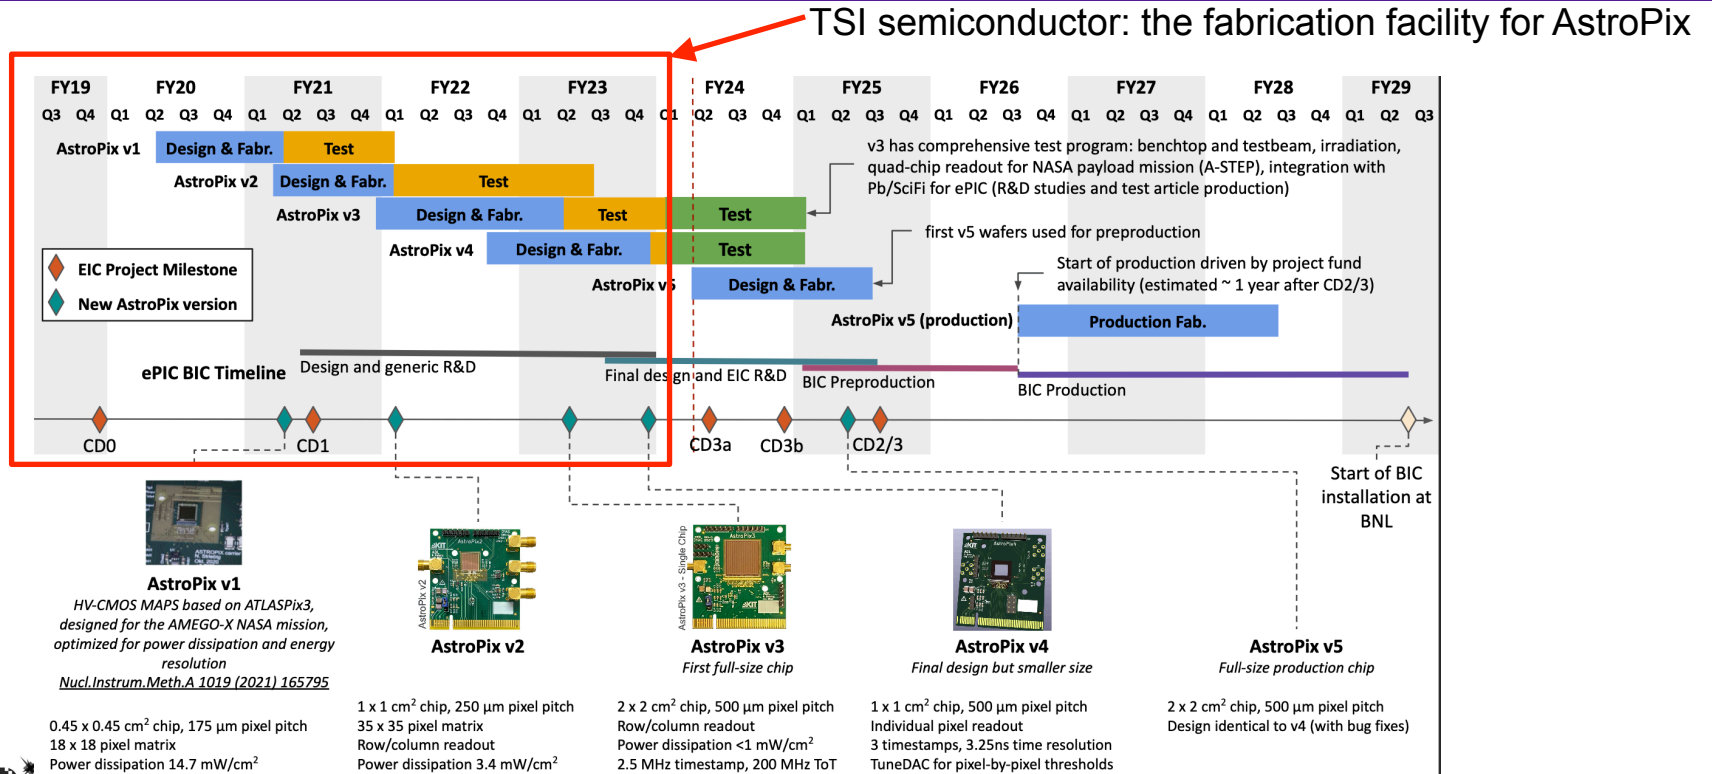 TSI semiconductor: the fabrication facility for AstroPix
FY19 FY20 FY21 FY22 FY23 FY24 FY25 FY26 FY27 FY28 FY29
Q3 Q4 Q1 Q2 Q3 Q4 Q1 Q2 Q3 Q4 Q1 Q2 Q3 Q4 Q1 Q2 Q3 Q4 Q1 Q2 Q3 Q4 Q1 Q2 Q3 Q4 Q1 Q2 Q3 Q4 Q1 Q2 Q3 Q4 Q1 Q2 Q3 Q4 Q1 Q2 Q3
AstroPix v1 Design & Fabr. Test
AstroPix v2 Design & Fabr. Test
AstroPix v3 Design & Fabr. Test Test
v3 has comprehensive test program: benchtop and testbeam, irradiation,
quad-chip readout for NASA payload mission (A-STEP), integration with
Pb/SciFi for ePIC (R&D studies and test article production)
AstroPix v4 Design & Fabr. Test
first v5 wafers used for preproduction
AstroPix v5 Design & Fabr.
Start of production driven by project fund
availability (estimated ~ 1 year after CD2/3)
AstroPix v5 (production) Production Fab.
EIC Project Milestone
New AstroPix version
ePIC BIC Timeline
Design and generic R&D
Final design and EIC R&D
BIC Preproduction
BIC Production
CD0 CD1 CD3a CD3b CD2/3
Start of BIC
installation at
BNL
AstroPix v1
HV-CMOS MAPS based on ATLASPix3,
designed for the AMEGO-X NASA mission,
optimized for power dissipation and energy
resolution
Nucl.Instrum.Meth.A 1019 (2021) 165795
0.45 x 0.45 cm² chip, 175 µm pixel pitch
18 x 18 pixel matrix
Power dissipation 14.7 mW/cm²
AstroPix v2
AstroPix v2
1 x 1 cm² chip, 250 µm pixel pitch
35 x 35 pixel matrix
Row/column readout
Power dissipation 3.4 mW/cm²
AstroPix v3 - Single Chip
AstroPix3
AstroPix v3
First full-size chip
2 x 2 cm² chip, 500 µm pixel pitch
Row/column readout
Power dissipation <1 mW/cm²
2.5 MHz timestamp, 200 MHz ToT
AstroPix v4
Final design but smaller size
1 x 1 cm² chip, 500 µm pixel pitch
Individual pixel readout
3 timestamps, 3.25ns time resolution
TuneDAC for pixel-by-pixel thresholds
AstroPix v5
Full-size production chip
2 x 2 cm² chip, 500 µm pixel pitch
Design identical to v4 (with bug fixes)